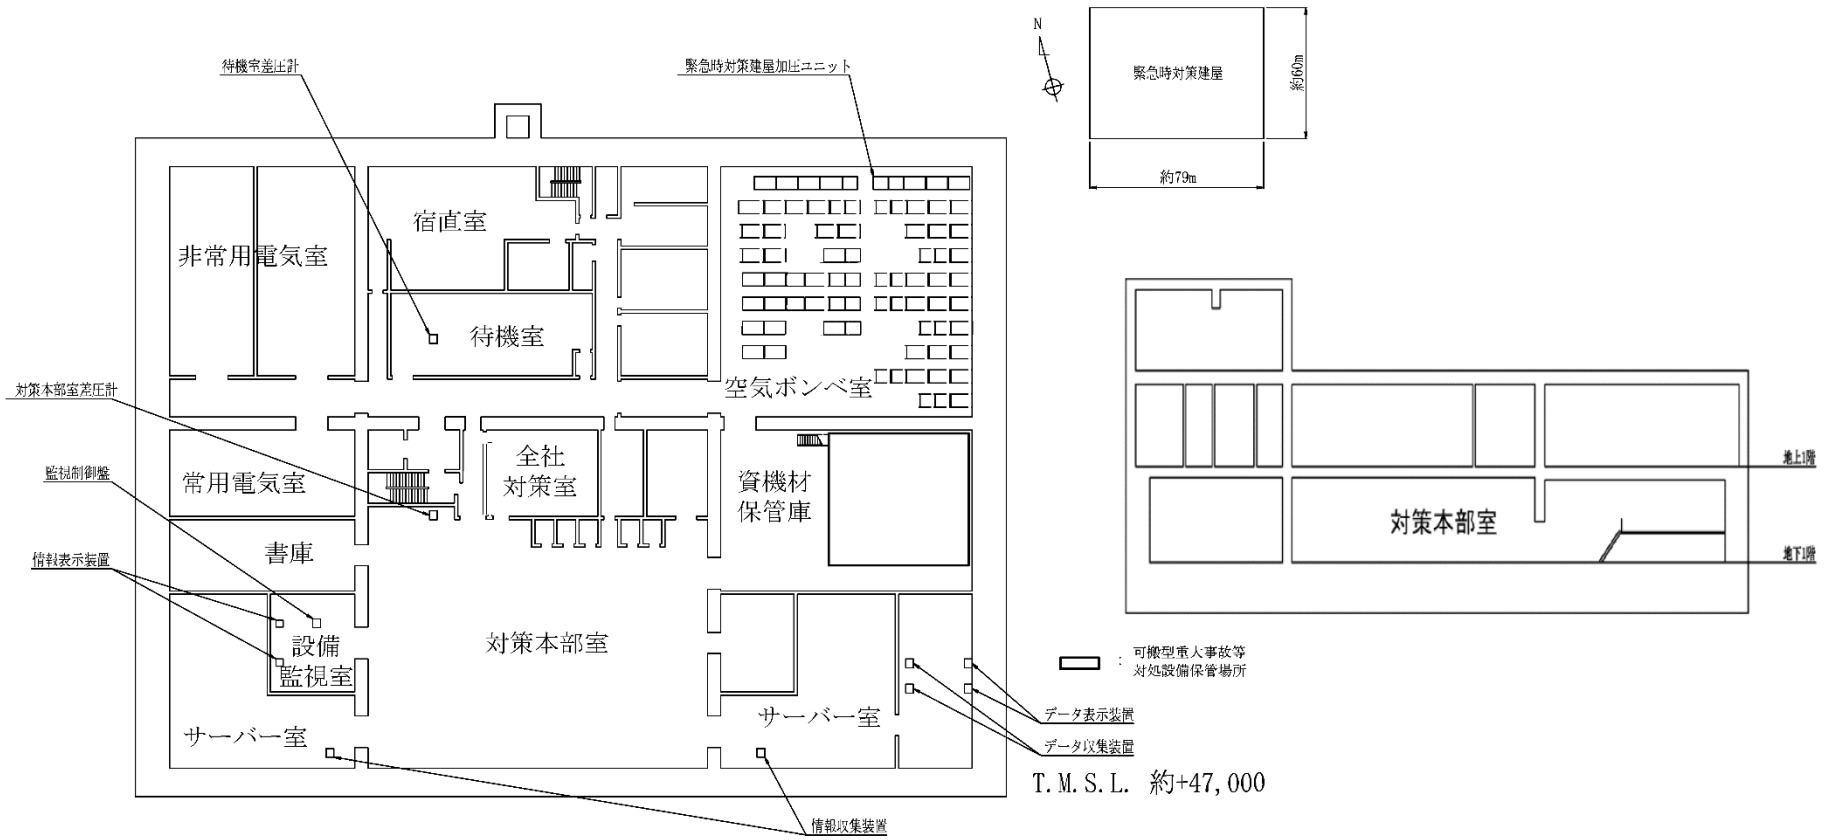 待機室差圧計
緊急時対策建屋加圧ユニット
N
緊急時対策建屋
約60m
約79m
宿直室
非常用電気室
待機室
対策本部室差圧計
空気ボンベ室
監視制御盤
常用電気室
全社
対策室
資機材
保管庫
情報表示装置
書庫
設備
監視室
対策本部室
サーバー室
サーバー室
地上1階
対策本部室
地下1階
: 可搬型重大事故等
対処設備保管場所
データ表示装置
データ収集装置
T.M.S.L. 約+47,000
情報収集装置